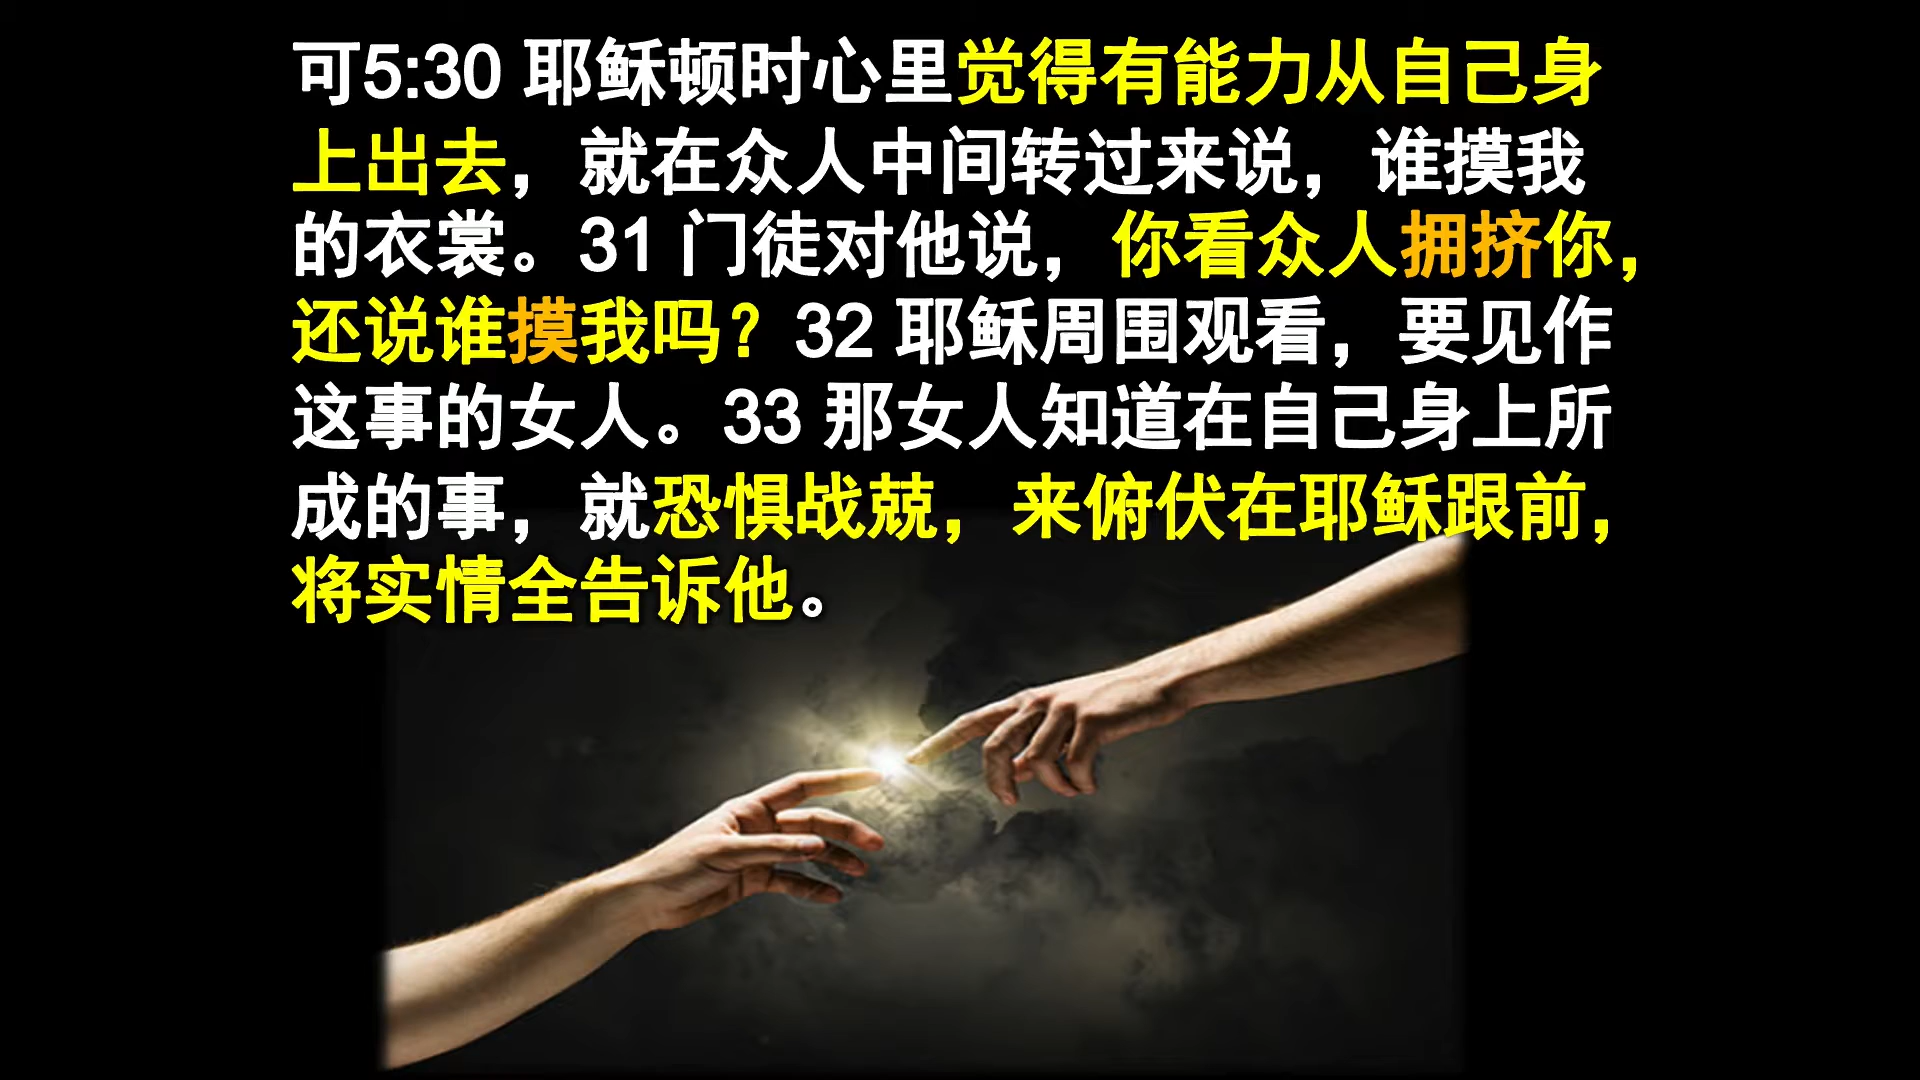 可5:30 耶稣顿时心里觉得有能力从自己身
上出去，就在众人中间转过来说，谁摸我
的衣裳。31 门徒对他说，你看众人拥挤你，
还说谁摸我吗？32 耶稣周围观看，要见作
这事的女人。33 那女人知道在自己身上所
成的事，就恐惧战兢，来俯伏在耶稣跟前，
将实情全告诉他。